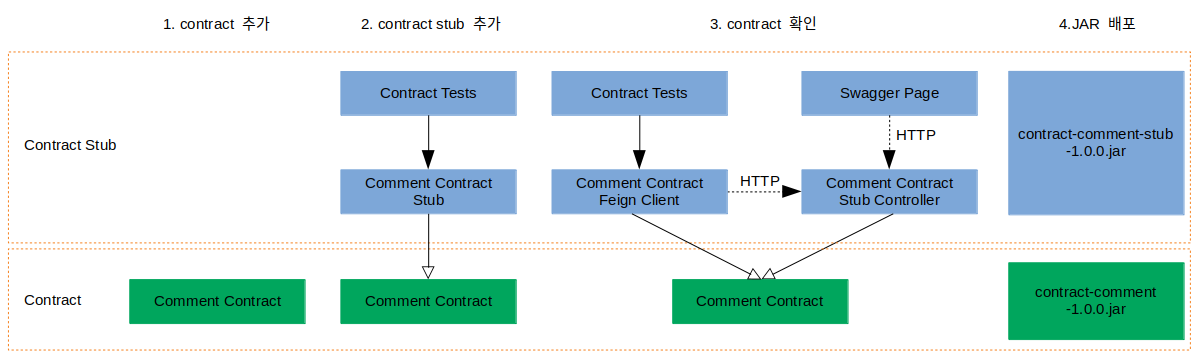 1. contract 추가
2. contract stub 추가
3. contract 확인
4.JAR 배포
Contract Stub
Contract Tests
Comment Contract
Stub
Contract Tests
Comment Contract
Feign Client
HTTP
Swagger Page
HTTP
Comment Contract
Stub Controller
contract-comment-stub
-1.0.0.jar
Contract
Comment Contract
Comment Contract
Comment Contract
contract-comment
-1.0.0.jar